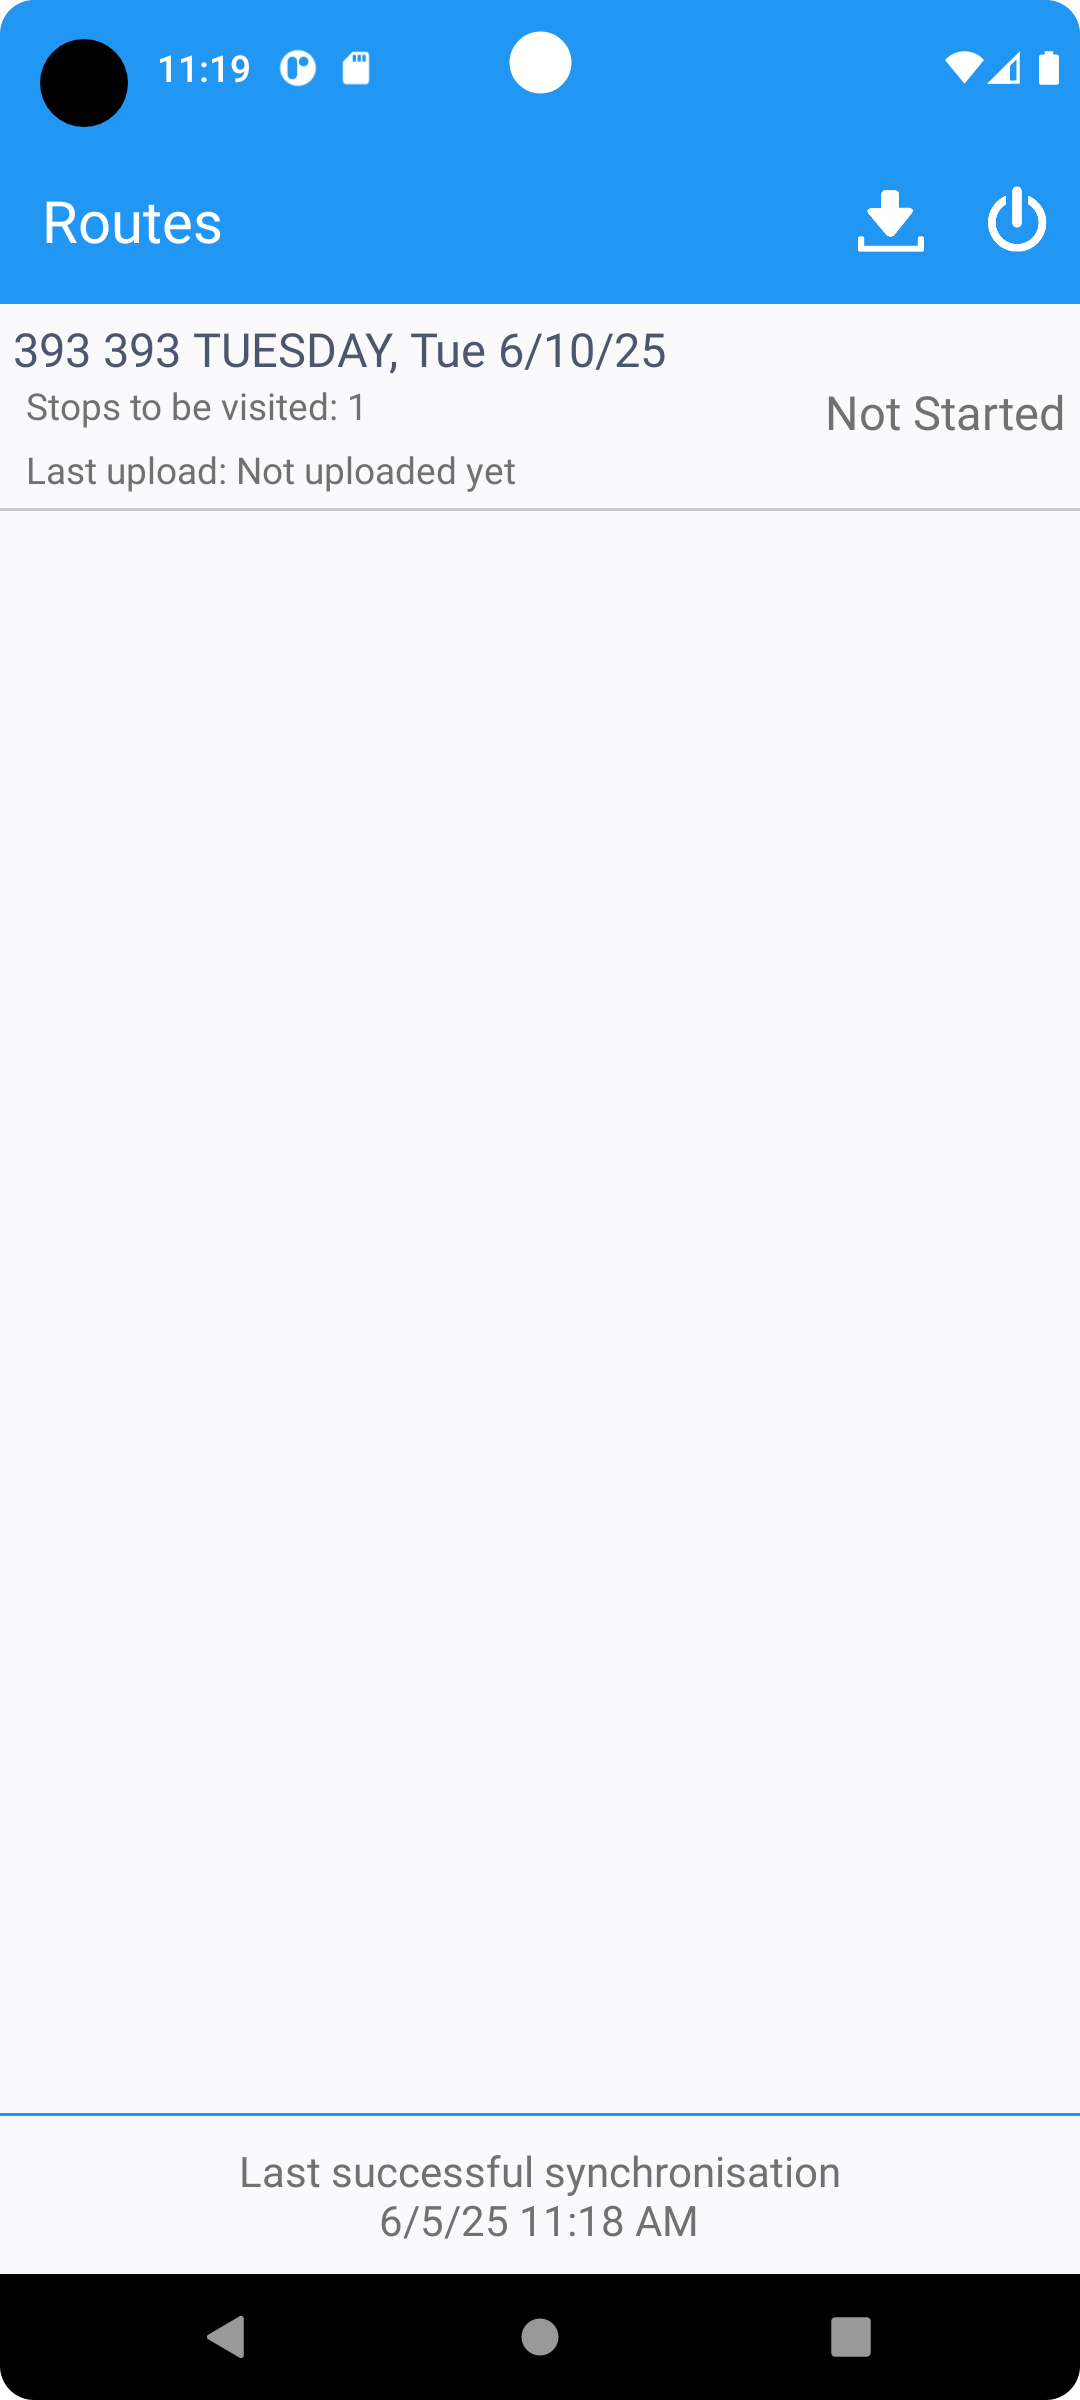 11:19
Routes
393 393 TUESDAY, Tue 6/10/25
Stops to be visited: 1
Not Started
Last upload: Not uploaded yet
Last successful synchronisation
6/5/25 11:18 AM